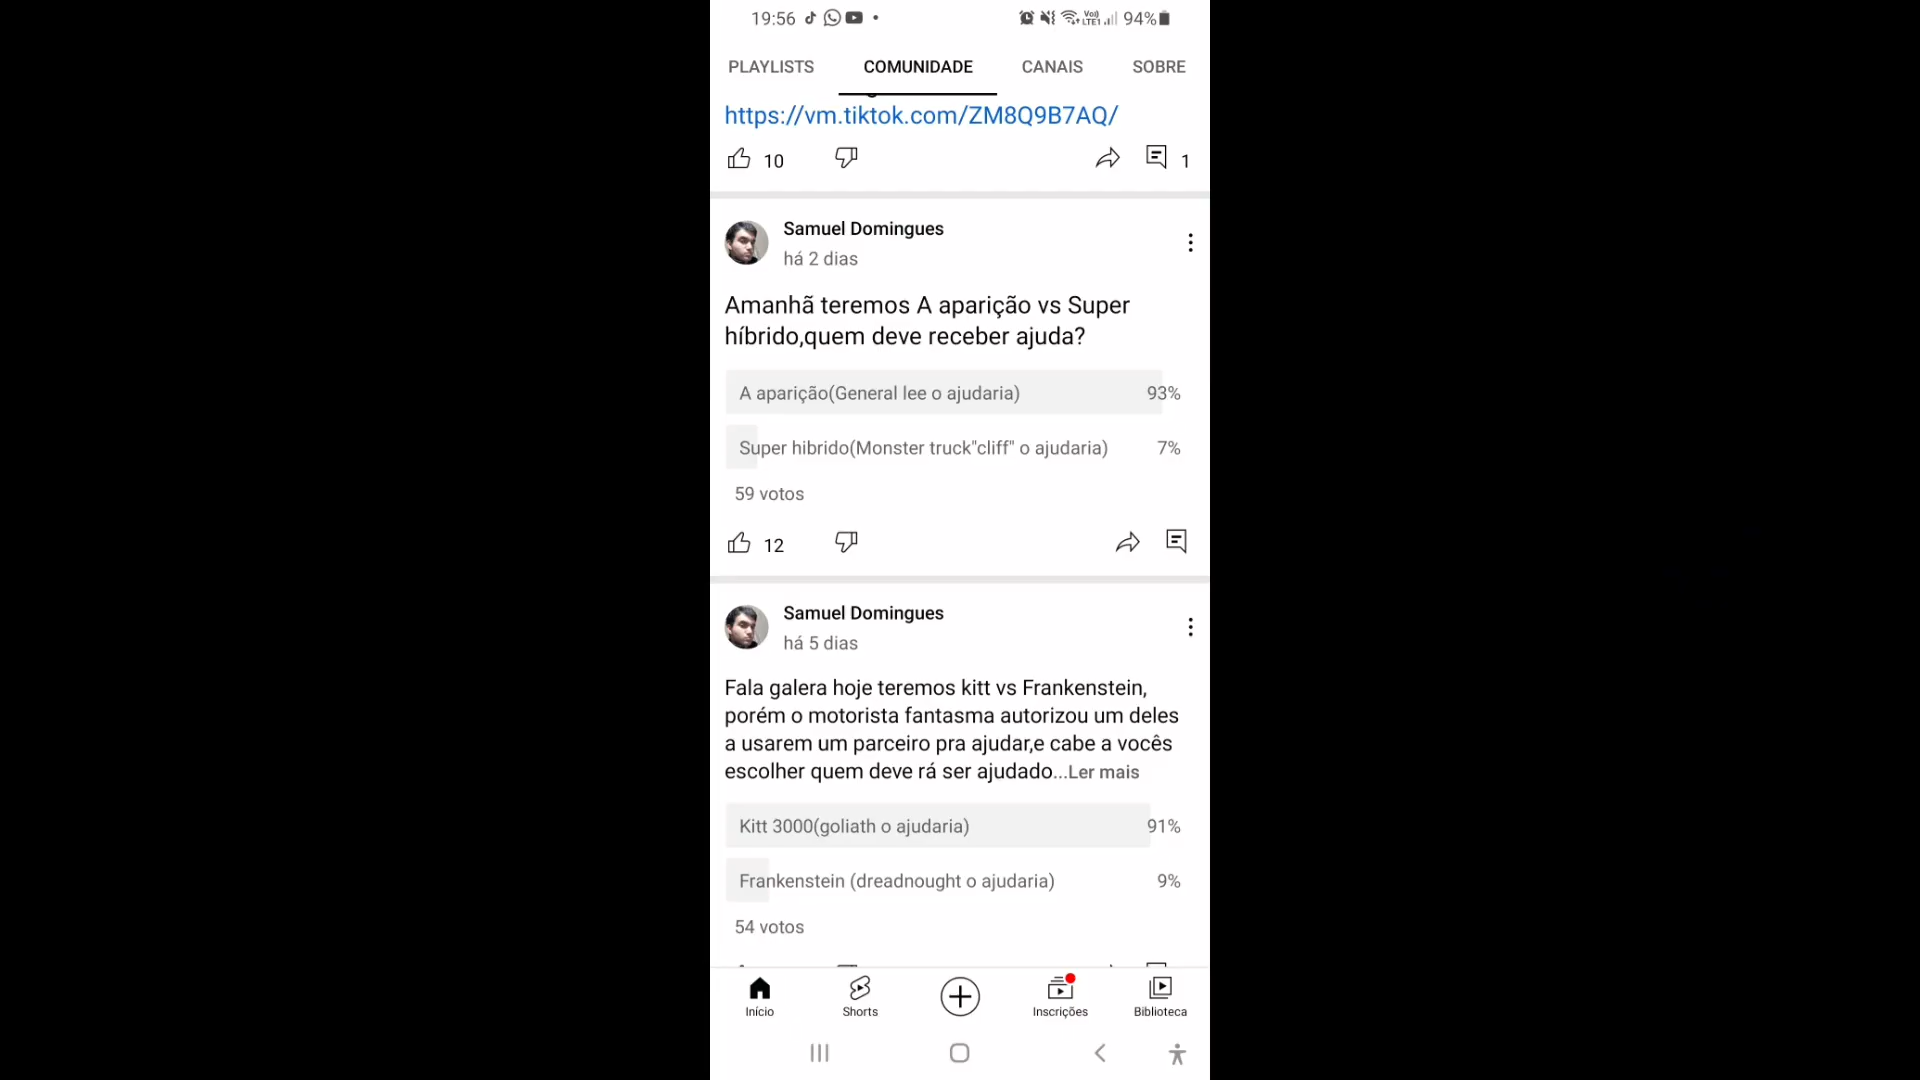 19:56 94%
PLAYLISTS COMUNIDADE CANAIS SOBRE
https://vm.tiktok.com/ZM8Q9B7AQ/
10 1
Samuel Domingues
há 2 dias
Amanhã teremos A aparição vs Super
híbrido,quem deve receber ajuda?
A aparição(General lee o ajudaria) 93%
Super hibrido(Monster truck"cliff" o ajudaria) 7%
59 votos
12
Samuel Domingues
há 5 dias
Fala galera hoje teremos kitt vs Frankenstein,
porém o motorista fantasma autorizou um deles
a usarem um parceiro pra ajudar,e cabe a vocês
escolher quem deve rá ser ajudado...Ler mais
Kitt 3000(goliath o ajudaria) 91%
Frankenstein (dreadnought o ajudaria) 9%
54 votos
Início Shorts Inscrições Biblioteca